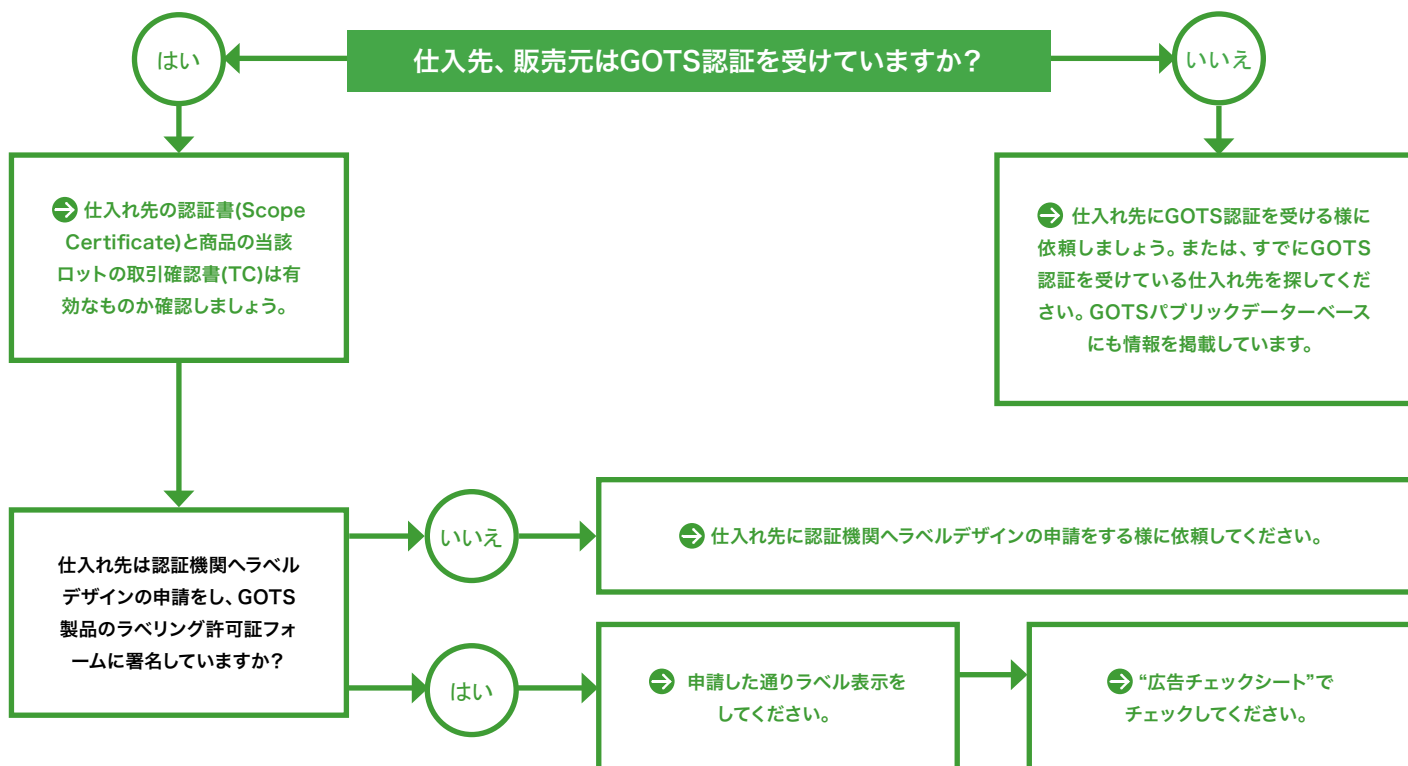 仕入先、販売元はGOTS認証を受けていますか？
はい
いいえ
仕入れ先の認証書(Scope
Certificate)と商品の当該
ロットの取引確認書(TC)は有
効なものか確認しましょう。
仕入れ先にGOTS認証を受ける様に
依頼しましょう。または、すでにGOTS
認証を受けている仕入れ先を探してくだ
さい。GOTSパブリックデーターベース
にも情報を掲載しています。
仕入れ先は認証機関へラベル
デザインの申請をし、GOTS
製品のラベリング許可証フォ
ームに署名していますか？
いいえ
仕入れ先に認証機関へラベルデザインの申請をする様に依頼してください。
はい
申請した通りラベル表示を
してください。
“広告チェックシート”で
チェックしてください。